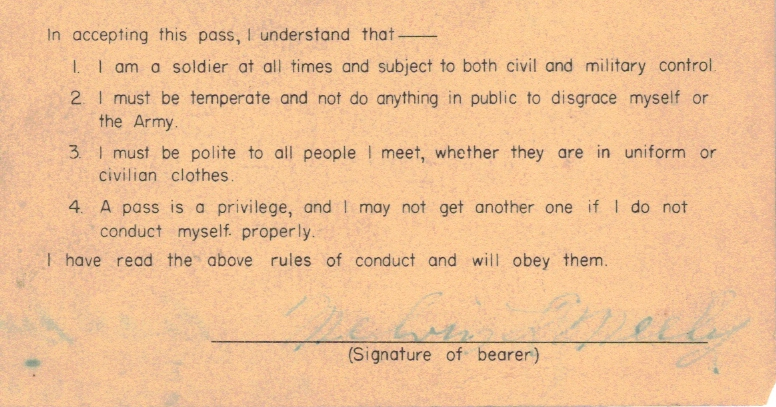 In accepting this pass, I understand that——
1. I am a soldier at all times and subject to both civil and military control.
2. I must be temperate and not do anything in public to disgrace myself or
the Army.
3. I must be polite to all people I meet, whether they are in uniform or
civilian clothes.
4. A pass is a privilege, and I may not get another one if I do not
conduct myself properly.
I have read the above rules of conduct and will obey them.
(Signature of bearer)